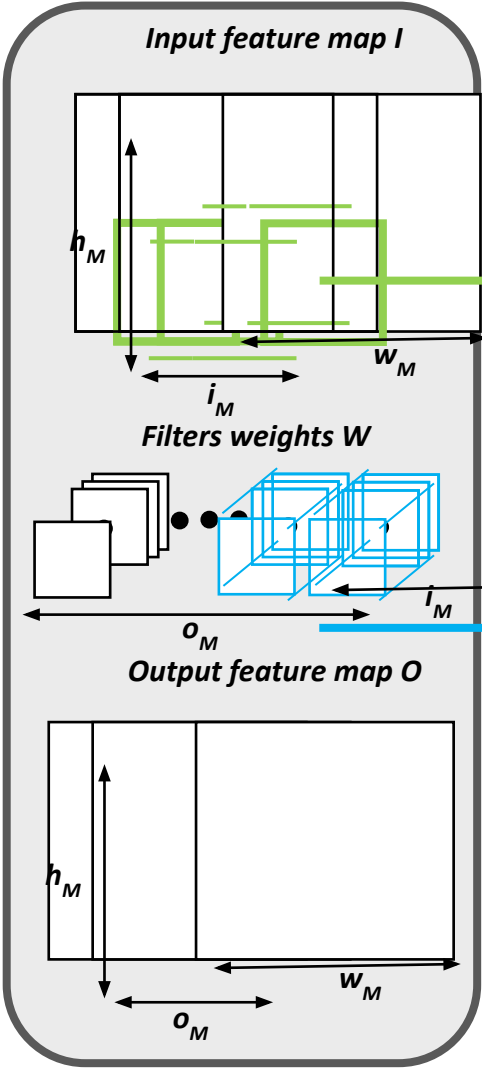 Input feature map I
h_M
w_M
i_M
Filters weights W
i_M
o_M
Output feature map O
h_M
w_M
o_M